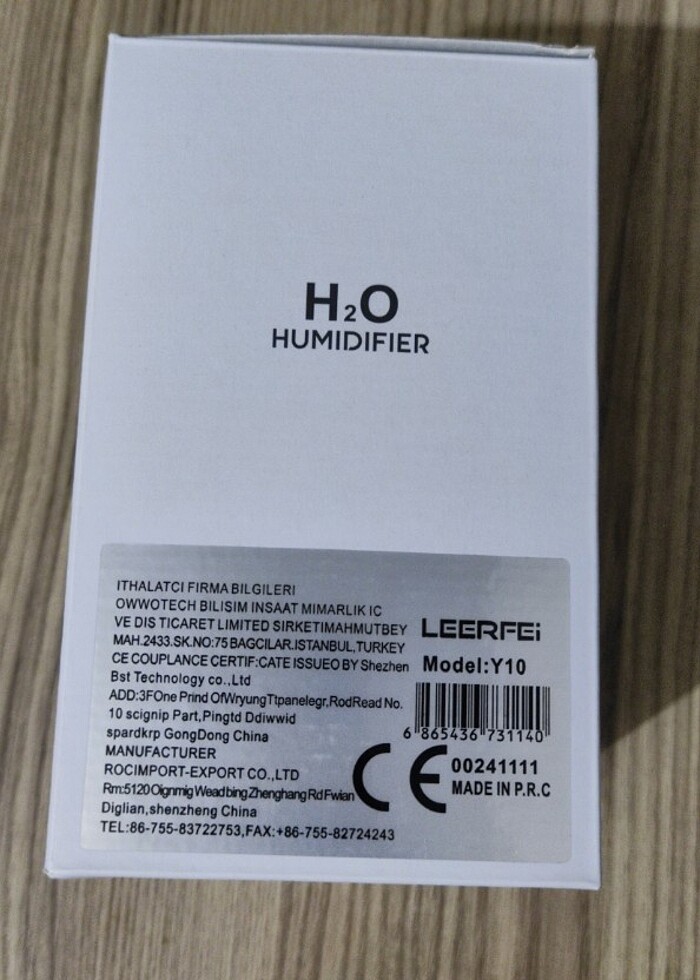 H₂O
HUMIDIFIER
ITHALATCI FIRMA BILGILERI
OWWOTECH BILISIM INSAAT MIMARLIK IC
VE DIS TICARET LIMITED SIRKETIMAHMUTBEY
MAH.2433.SK.NO:75 BAGCILAR.ISTANBUL,TURKEY
CE COUPLANCE CERTIF:CATE ISSUEO BY Shezhen
Bst Technology co.,Ltd
ADD:3FOne Prind OfWryungTtpanelegr,RodRead No.
10 scignip Part,Pingtd Ddiwwid
spardkrp GongDong China
MANUFACTURER
ROCIMPORT-EXPORT CO.,LTD
Rm:5120Oignmig Weadbing Zhenghang Rd Fwian
Diglian,shenzheng China
TEL:86-755-83722753,FAX:+86-755-82724243
LEERFEi
Model:Y10
6 865436 731140
CE
00241111
MADE IN P.R.C